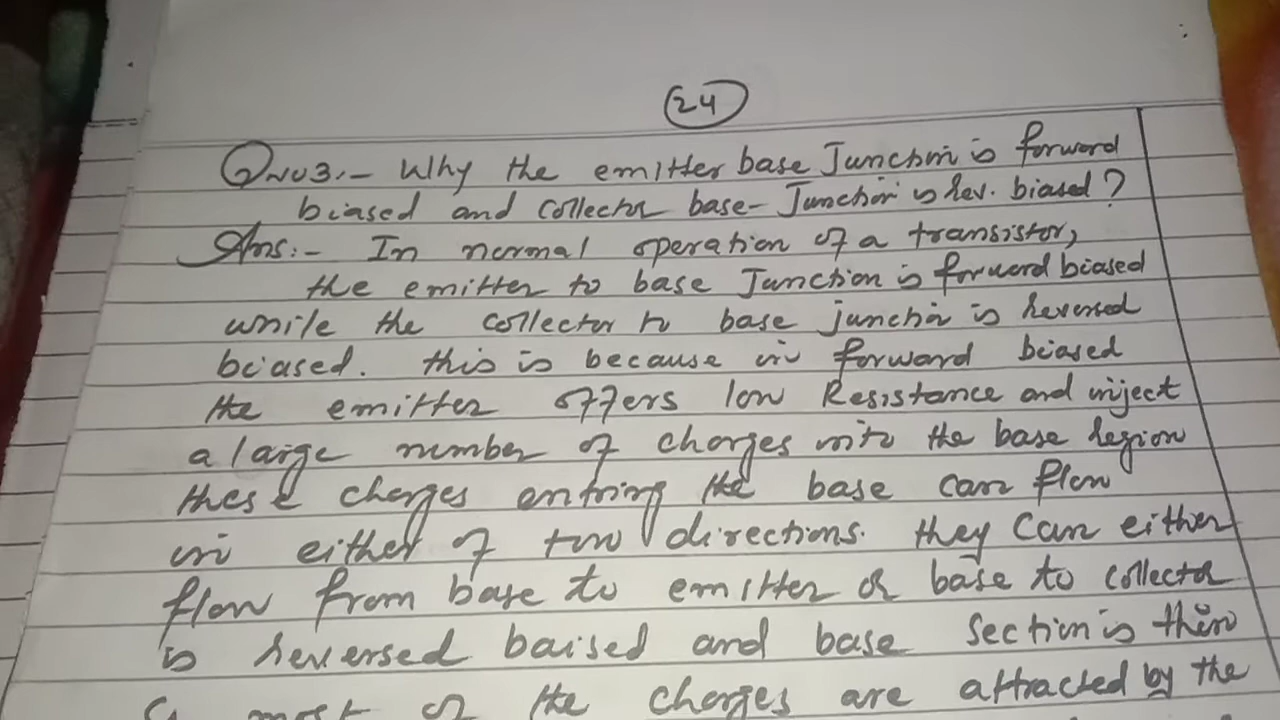 24
QNO3.- Why the emitter base Junction is forward
biased and collector base- Junction is rev. biased?
Ans:- In normal operation of a transistor,
the emitter to base Junction is forward biased
while the collector to base junction is reversed
biased. this is because in forward biased
the emitter offers low Resistance and inject
a large number of charges into the base region
these charges entring the base can flow
in either of two directions. they can either
flow from base to emitter or base to collector
is reversed baised and base section is thin
most of the charges are attracted by the